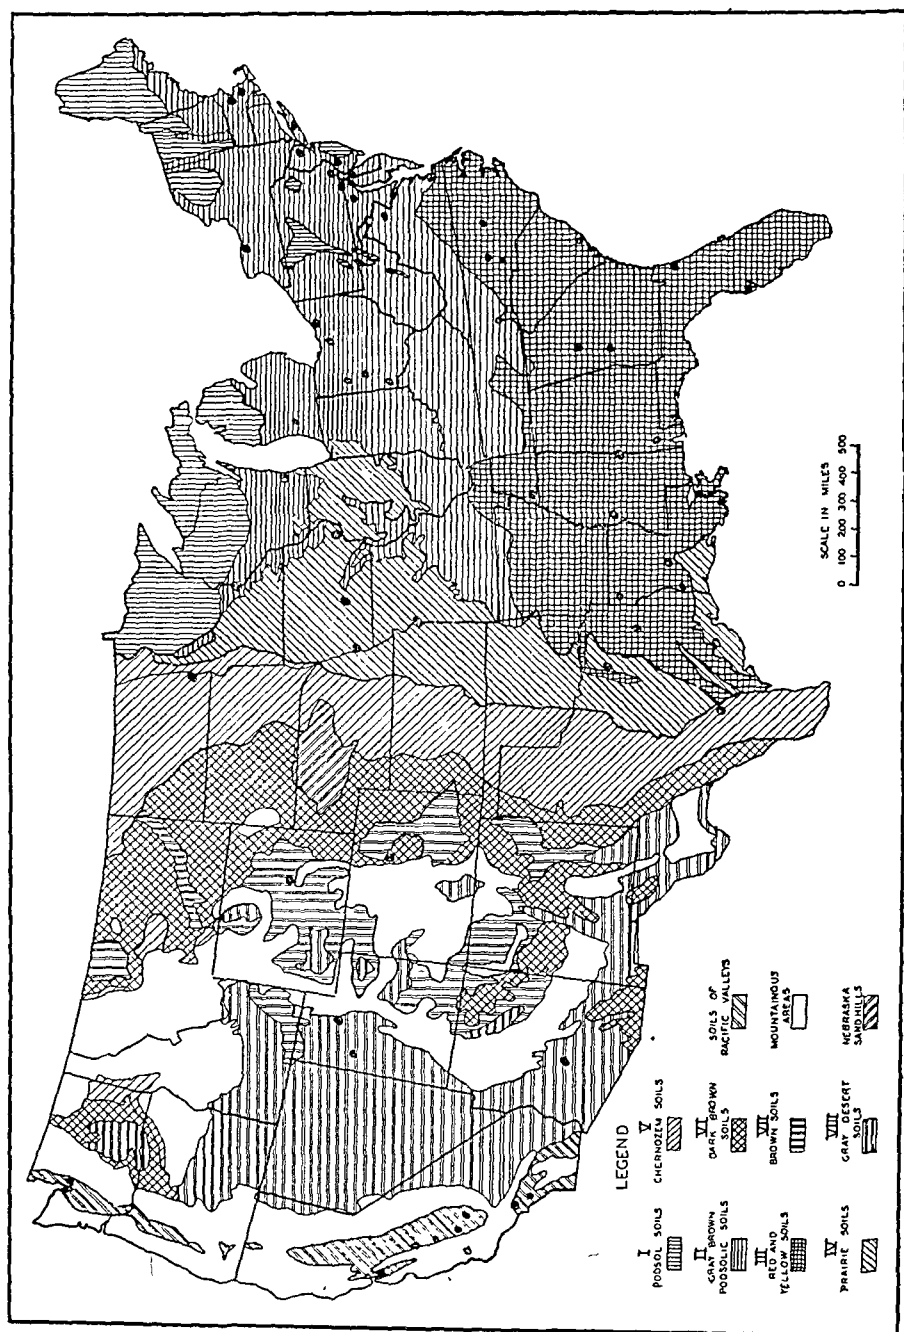 SCALE IN MILES
0 100 200 300 400 500
LEGEND
I
PODSOL SOILS
II
GRAY BROWN
PODSOLIC SOILS
III
RED AND
YELLOW SOILS
IV
PRAIRIE SOILS
V
CHERNOZEM SOILS
VI
DARK BROWN
SOILS
VII
BROWN SOILS
VIII
GRAY DESERT
SOILS
SOILS OF
PACIFIC VALLEYS
MOUNTAINOUS
AREAS
NEBRASKA
SANDHILLS